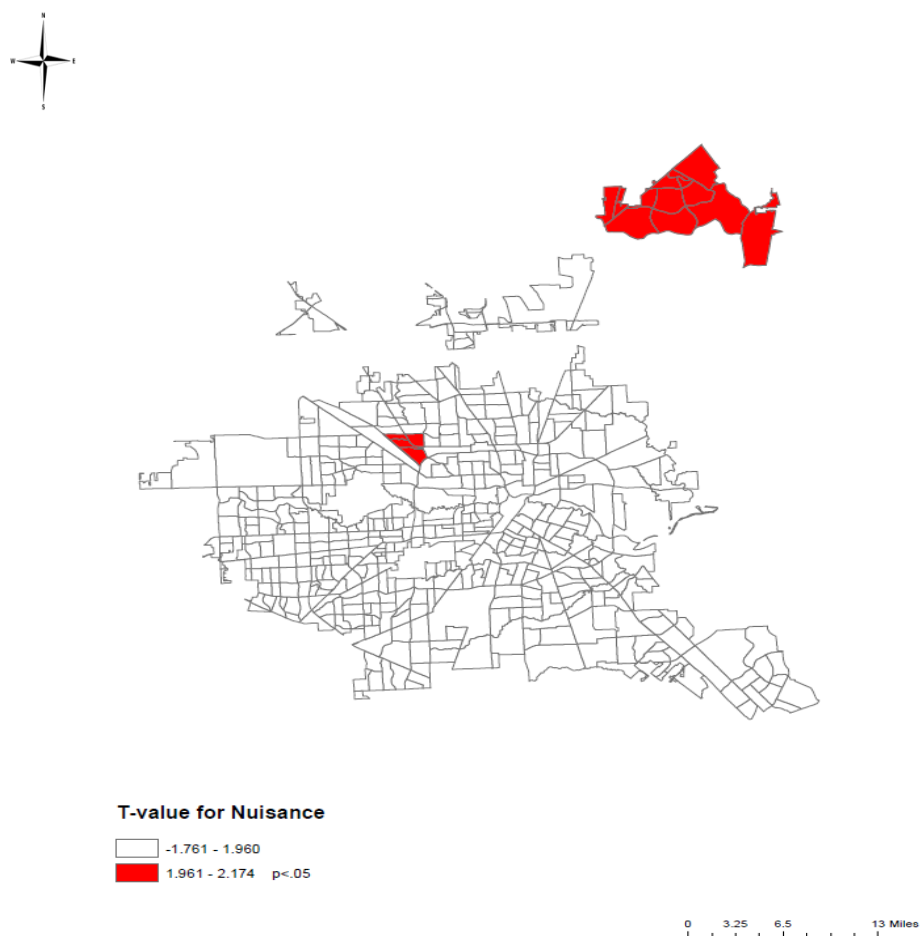 N
W E
S
T-value for Nuisance
-1.761 - 1.960
1.961 - 2.174 p<.05
0 3.25 6.5 13 Miles